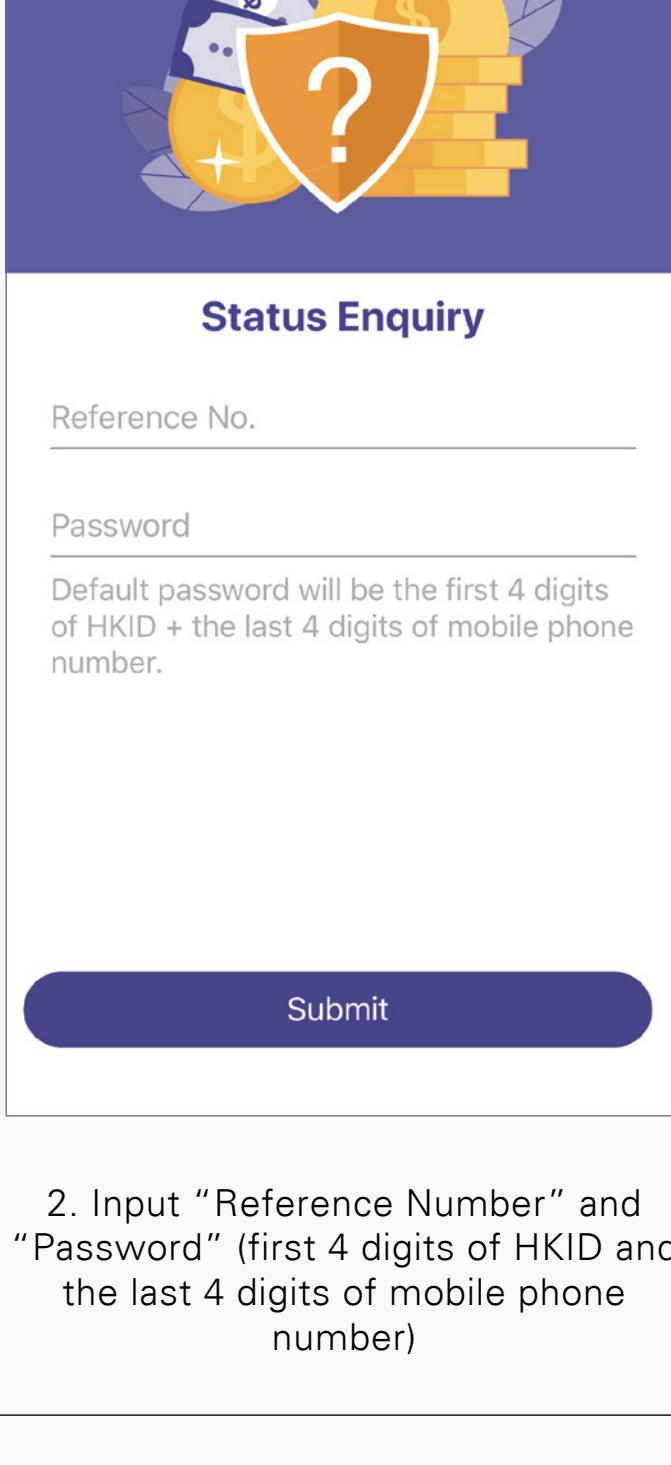 ?
Status Enquiry
Reference No.
Password
Default password will be the first 4 digits
of HKID + the last 4 digits of mobile phone
number.
Submit
2. Input “Reference Number” and
“Password” (first 4 digits of HKID and
the last 4 digits of mobile phone
number)